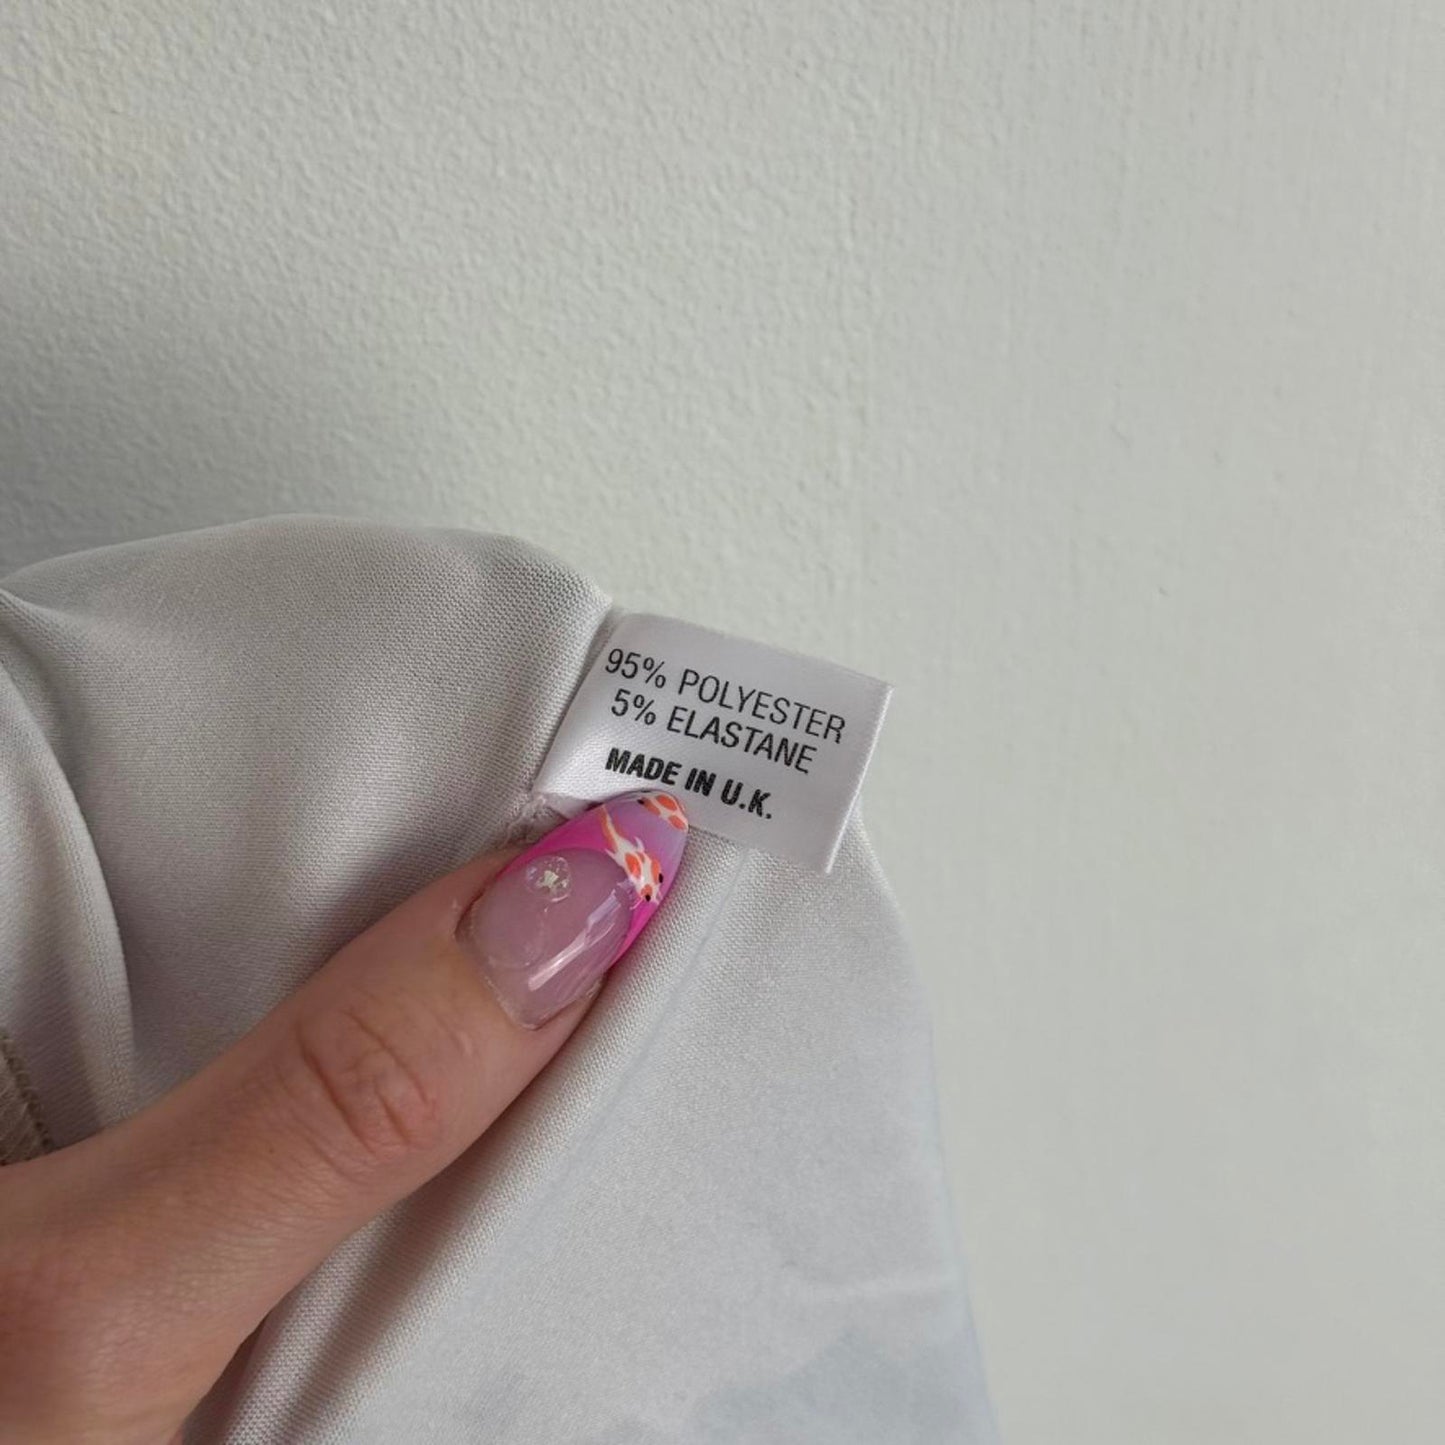 95% POLYESTER
5% ELASTANE
MADE IN U.K.